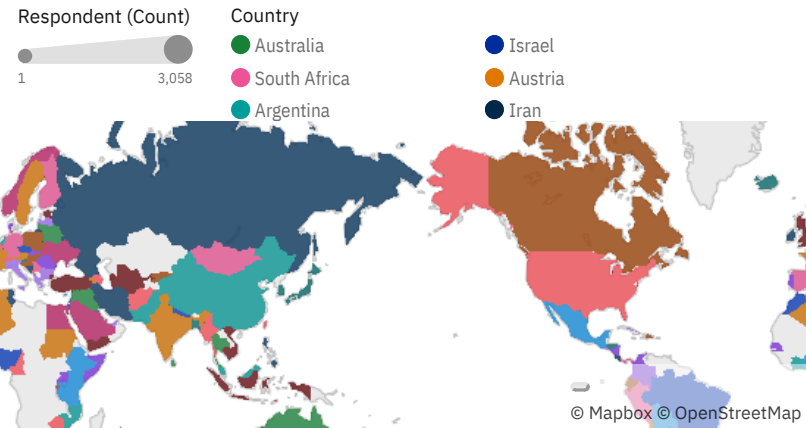 Respondent (Count)
1 3,058
Country
Australia
Israel
South Africa
Austria
Argentina
Iran
© Mapbox © OpenStreetMap